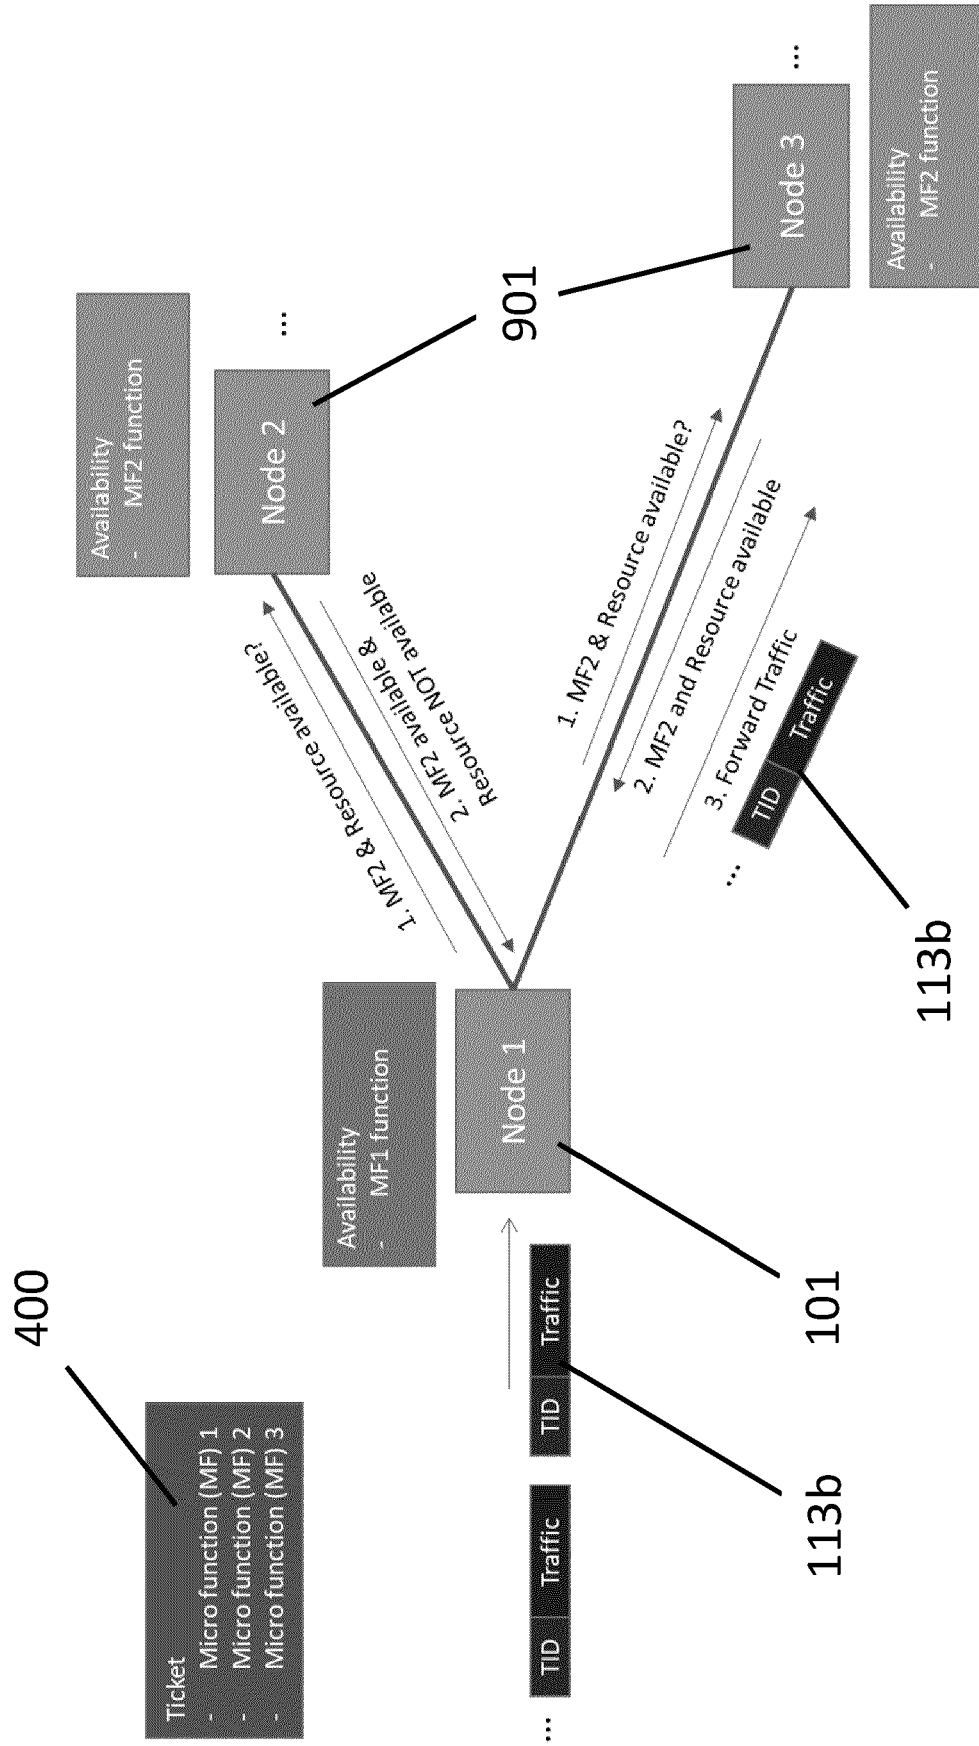 400
Ticket
- Micro function (MF) 1
- Micro function (MF) 2
- Micro function (MF) 3
... TID Traffic TID Traffic
113b
Availability
- MF1 function
Node 1
101
1. MF2 & Resource available?
2. MF2 available &
Resource NOT available
Availability
- MF2 function
Node 2 ...
901
1. MF2 & Resource available?
2. MF2 and Resource available
3. Forward Traffic
... TID Traffic
113b
Node 3 ...
Availability
- MF2 function